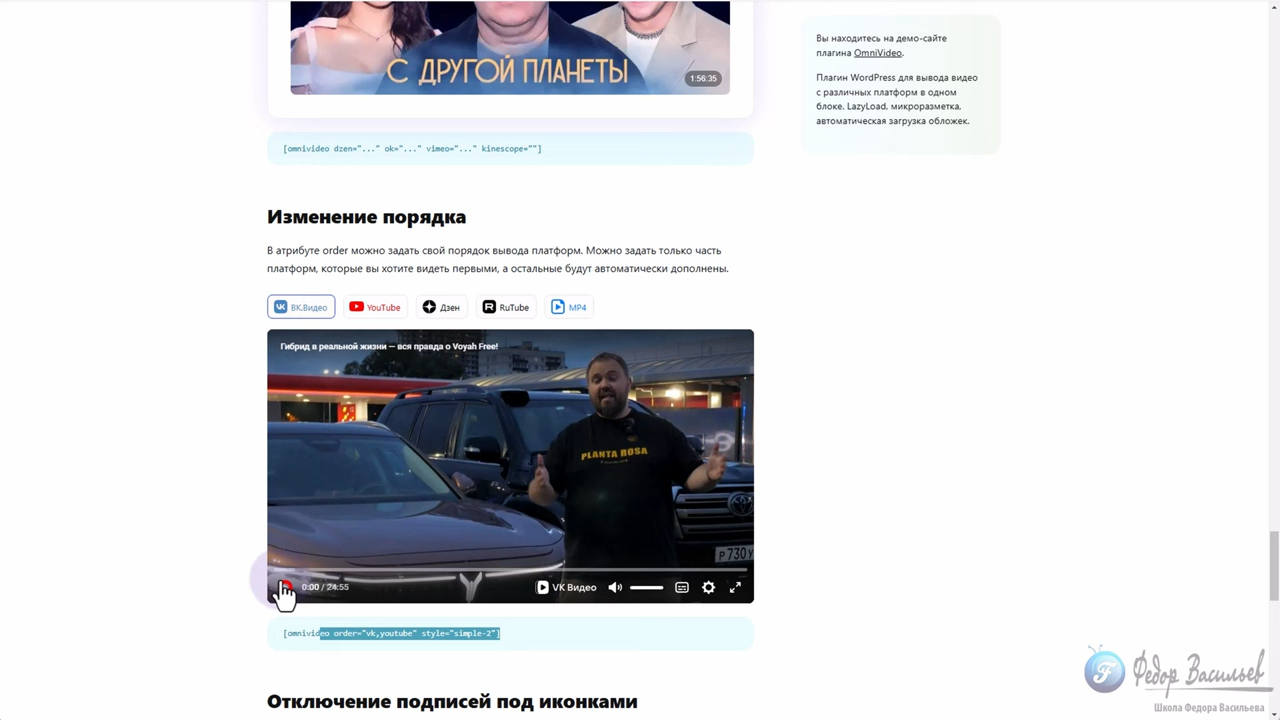 С ДРУГОЙ ПЛАНЕТЫ
1:56:35
[omnivideo dzen="..." ok="..." vimeo="..." kinescope=""]
Изменение порядка
В атрибуте order можно задать свой порядок вывода платформ. Можно задать только часть
платформ, которые вы хотите видеть первыми, а остальные будут автоматически дополнены.
ВК.Видео
YouTube
Дзен
RuTube
MP4
Гибрид в реальной жизни — вся правда о Voyah Free!
PLANTA ROSA
Р 730У
0:00 / 24:55
VK Видео
[omnivideo order="vk,youtube" style="simple-2"]
Отключение подписей под иконками
Вы находитесь на демо-сайте
плагина OmniVideo.
Плагин WordPress для вывода видео
с различных платформ в одном
блоке. LazyLoad, микроразметка,
автоматическая загрузка обложек.
Федор Васильев
Школа Федора Васильева